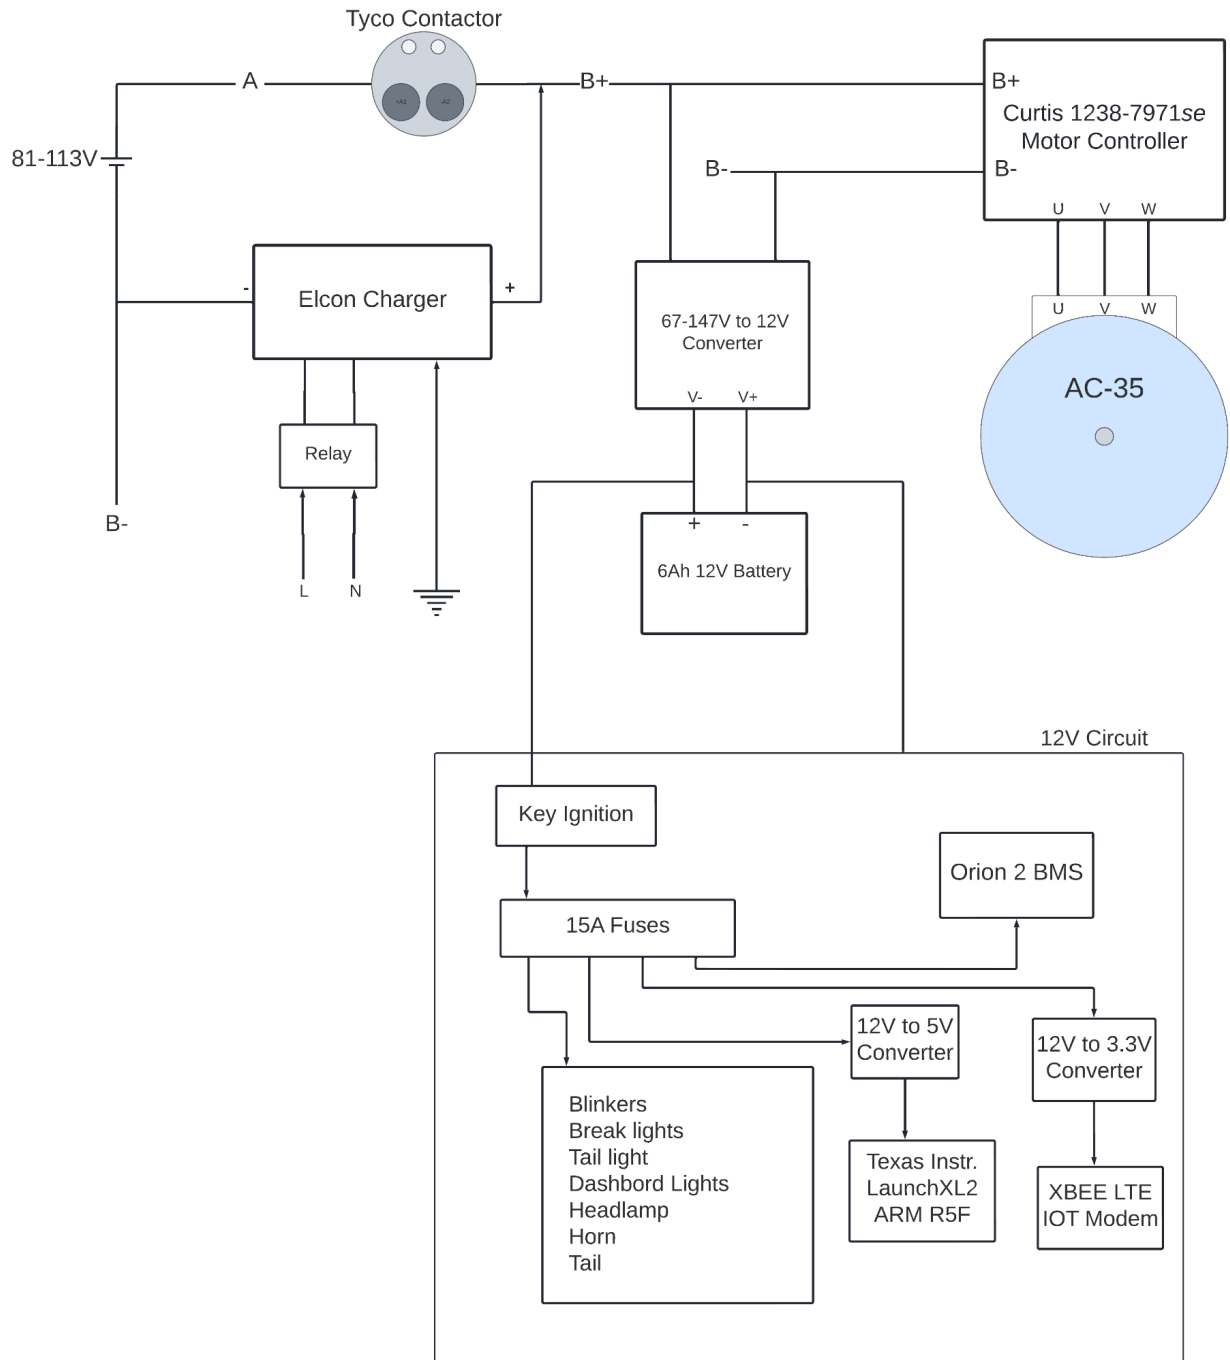 Tyco Contactor
A
+A1
-A2
B+
B+
Curtis 1238-7971se
Motor Controller
81-113V
B-
B-
U V W
-
Elcon Charger
+
U V W
67-147V to 12V
Converter
AC-35
V- V+
Relay
B-
+ -
6Ah 12V Battery
L N
12V Circuit
Key Ignition
Orion 2 BMS
15A Fuses
12V to 5V
Converter
12V to 3.3V
Converter
Blinkers
Break lights
Tail light
Dashbord Lights
Headlamp
Horn
Tail
Texas Instr.
LaunchXL2
ARM R5F
XBEE LTE
IOT Modem